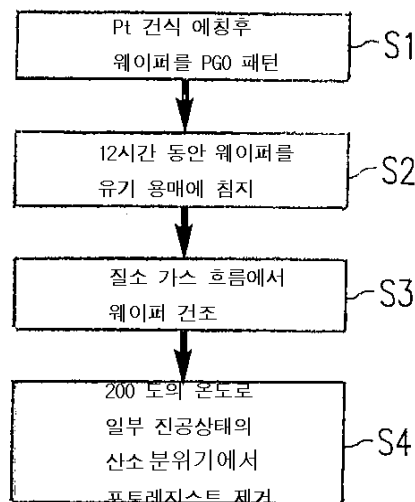 Pt 건식 에칭후
웨이퍼를 PGO 패턴
S1
12시간 동안 웨이퍼를
유기 용매에 침지
S2
질소 가스 흐름에서
웨이퍼 건조
S3
200 도의 온도로
일부 진공상태의
산소 분위기에서
포토레지스트 제거
S4